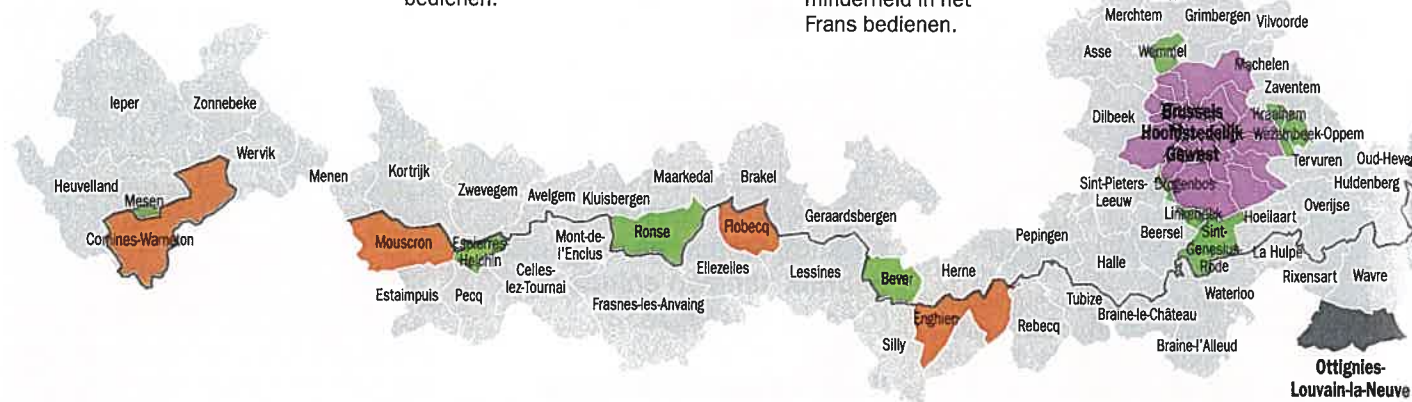 bedienen.
minderheid in het
Frans bedienen.
Merchtem
Grimbergen
Vilvoorde
Asse
Wemmel
Machelen
Zaventem
Ieper
Zonnebeke
Dilbeek
Brussels
Hoofdstedelijk
Gewest
Kraainem
Wezembeek-Oppem
Wervik
Menen
Kortrijk
Tervuren
Heuvelland
Mesen
Zwevegem
Avelgem
Kluisbergen
Maarkedal
Brakel
Sint-Pieters-
Leeuw
Drogenbos
Huldenberg
Overijse
Geraardsbergen
Linkebeek
Hoeilaart
Comines-Warneton
Mouscron
Espierres-
Helchin
Mont-de-
l'Enclus
Ronse
Flobecq
Pepingen
Beersel
Sint-
Genesius-
Rode
La Hulpe
Celles-
lez-Tournai
Ellezelles
Lessines
Bever
Herne
Halle
Rixensart
Wavre
Estaimpuis
Pecq
Frasnes-les-Anvaing
Enghien
Tubize
Waterloo
Silly
Rebecq
Braine-le-Château
Braine-l'Alleud
Ottignies-
Louvain-la-Neuve